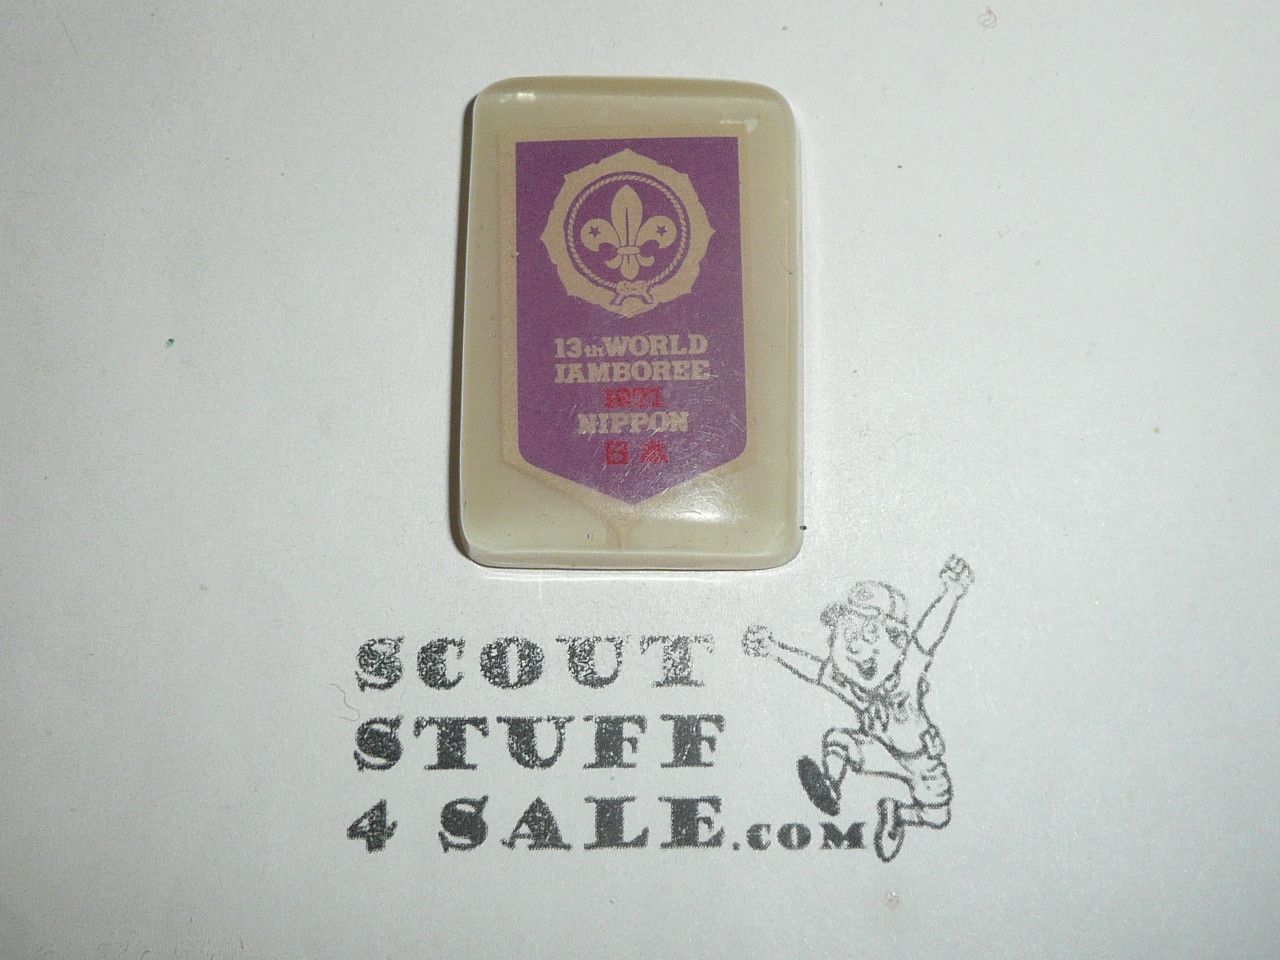 13th WORLD
JAMBOREE
1971
NIPPON
日本
SCOUT
STUFF
4 SALE.COM